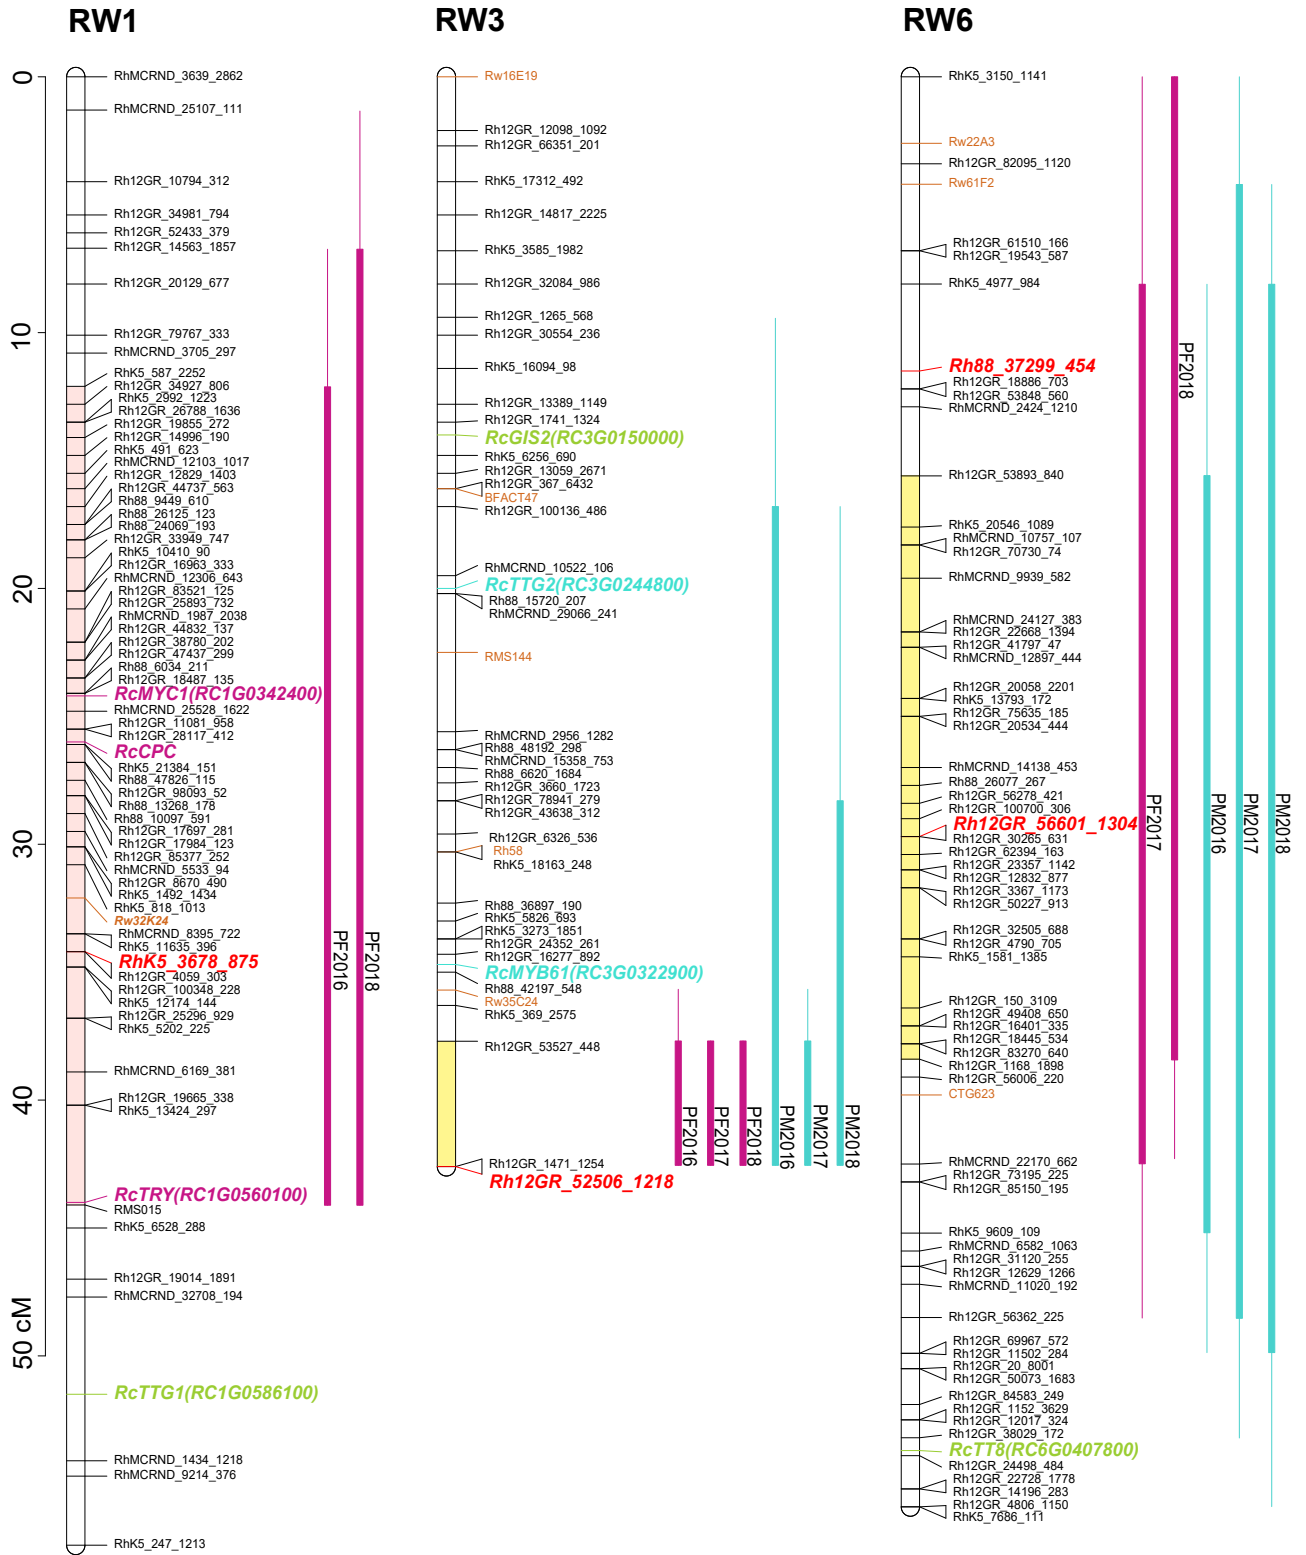 RW1
RW3
RW6
0
10
20
30
40
50 cM
RhMCRND_3639_2862
RhMCRND_25107_111
Rh12GR_10794_312
Rh12GR_34981_794
Rh12GR_52433_379
Rh12GR_14563_1857
Rh12GR_20129_677
Rh12GR_79767_333
RhMCRND_3705_297
RhK5_587_2252
Rh12GR_34927_806
RhK5_2992_1223
Rh12GR_26788_1636
Rh12GR_19855_272
Rh12GR_14996_190
RhK5_491_623
RhMCRND_12103_1017
Rh12GR_12829_1403
Rh12GR_44737_563
Rh88_9449_610
Rh88_26125_123
Rh88_24069_193
Rh12GR_33949_747
RhK5_10410_90
Rh12GR_16963_333
RhMCRND_12306_643
Rh12GR_83521_125
Rh12GR_25893_732
RhMCRND_1987_2038
Rh12GR_44832_137
Rh12GR_38780_202
Rh12GR_47437_299
Rh88_6034_211
Rh12GR_18487_135
RcMYC1(RC1G0342400)
RhMCRND_25528_1622
Rh12GR_11081_958
Rh12GR_28117_412
RcCPC
RhK5_21384_151
Rh88_47826_115
Rh12GR_98093_52
Rh88_13268_178
Rh88_10097_591
Rh12GR_17697_281
Rh12GR_17984_123
Rh12GR_85377_252
RhMCRND_5533_94
Rh12GR_8670_490
RhK5_1492_1434
RhK5_818_1013
Rw32K24
RhMCRND_8395_722
RhK5_11635_396
RhK5_3678_875
Rh12GR_4059_303
Rh12GR_100348_228
RhK5_12174_144
Rh12GR_25296_929
RhK5_5202_225
RhMCRND_6169_381
Rh12GR_19665_338
RhK5_13424_297
RcTRY(RC1G0560100)
RMS015
RhK5_6528_288
Rh12GR_19014_1891
RhMCRND_32708_194
RcTTG1(RC1G0586100)
RhMCRND_1434_1218
RhMCRND_9214_376
RhK5_247_1213
PF2016
PF2018
Rw16E19
Rh12GR_12098_1092
Rh12GR_66351_201
RhK5_17312_492
Rh12GR_14817_2225
RhK5_3585_1982
Rh12GR_32084_986
Rh12GR_1265_568
Rh12GR_30554_236
RhK5_16094_98
Rh12GR_13389_1149
Rh12GR_1741_1324
RcGIS2(RC3G0150000)
RhK5_6256_690
Rh12GR_13059_2671
Rh12GR_367_6432
BFACT47
Rh12GR_100136_486
RhMCRND_10522_106
RcTTG2(RC3G0244800)
Rh88_15720_207
RhMCRND_29066_241
RMS144
RhMCRND_2956_1282
Rh88_48192_298
RhMCRND_15358_753
Rh88_6620_1684
Rh12GR_3660_1723
Rh12GR_78941_279
Rh12GR_43638_312
Rh12GR_6326_536
Rh58
RhK5_18163_248
Rh88_36897_190
RhK5_5826_693
RhK5_3273_1851
Rh12GR_24352_261
Rh12GR_16277_892
RcMYB61(RC3G0322900)
Rh88_42197_548
Rw35C24
RhK5_369_2575
Rh12GR_53527_448
Rh12GR_1471_1254
Rh12GR_52506_1218
PF2016
PF2017
PF2018
PM2016
PM2017
PM2018
RhK5_3150_1141
Rw22A3
Rh12GR_82095_1120
Rw61F2
Rh12GR_61510_166
Rh12GR_19543_587
RhK5_4977_984
Rh88_37299_454
Rh12GR_18886_703
Rh12GR_53848_560
RhMCRND_2424_1210
Rh12GR_53893_840
RhK5_20546_1089
RhMCRND_10757_107
Rh12GR_70730_74
RhMCRND_9939_582
RhMCRND_24127_383
Rh12GR_22668_1394
Rh12GR_41797_47
RhMCRND_12897_444
Rh12GR_20058_2201
RhK5_13793_172
Rh12GR_75635_185
Rh12GR_20534_444
RhMCRND_14138_453
Rh88_26077_267
Rh12GR_56278_421
Rh12GR_100700_306
Rh12GR_56601_1304
Rh12GR_30265_631
Rh12GR_62394_163
Rh12GR_23357_1142
Rh12GR_12832_877
Rh12GR_3367_1173
Rh12GR_50227_913
Rh12GR_32505_688
Rh12GR_4790_705
RhK5_1581_1385
Rh12GR_150_3109
Rh12GR_49408_650
Rh12GR_16401_335
Rh12GR_18445_534
Rh12GR_83270_640
Rh12GR_1168_1898
Rh12GR_56006_220
CTG623
RhMCRND_22170_662
Rh12GR_73195_225
Rh12GR_85150_195
RhK5_9609_109
RhMCRND_6582_1063
Rh12GR_31120_255
Rh12GR_12629_1266
RhMCRND_11020_192
Rh12GR_56362_225
Rh12GR_69967_572
Rh12GR_11502_284
Rh12GR_20_8001
Rh12GR_50073_1683
Rh12GR_84583_249
Rh12GR_1152_3629
Rh12GR_12017_324
Rh12GR_38029_172
RcTT8(RC6G0407800)
Rh12GR_24498_484
Rh12GR_22728_1778
Rh12GR_14196_283
Rh12GR_4806_1150
RhK5_7686_111
PF2017
PF2018
PM2016
PM2017
PM2018